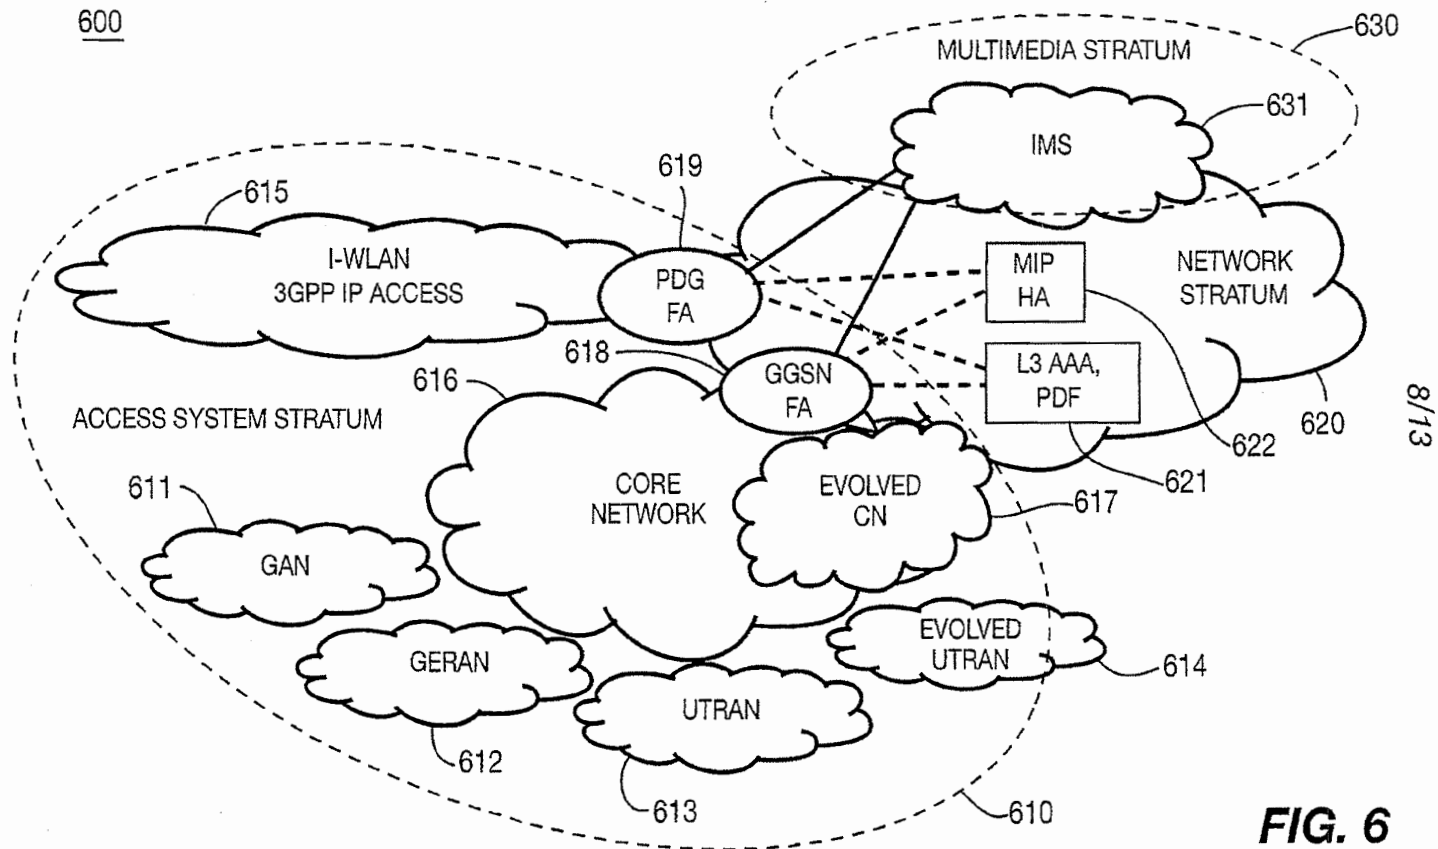 600
630
MULTIMEDIA STRATUM
631
IMS
619
615
I-WLAN
3GPP IP ACCESS
PDG
FA
MIP
HA
NETWORK
STRATUM
618
616
GGSN
FA
L3 AAA,
PDF
ACCESS SYSTEM STRATUM
620
622
621
8/13
611
CORE
NETWORK
EVOLVED
CN
617
GAN
GERAN
EVOLVED
UTRAN
614
UTRAN
612
613
610
FIG. 6